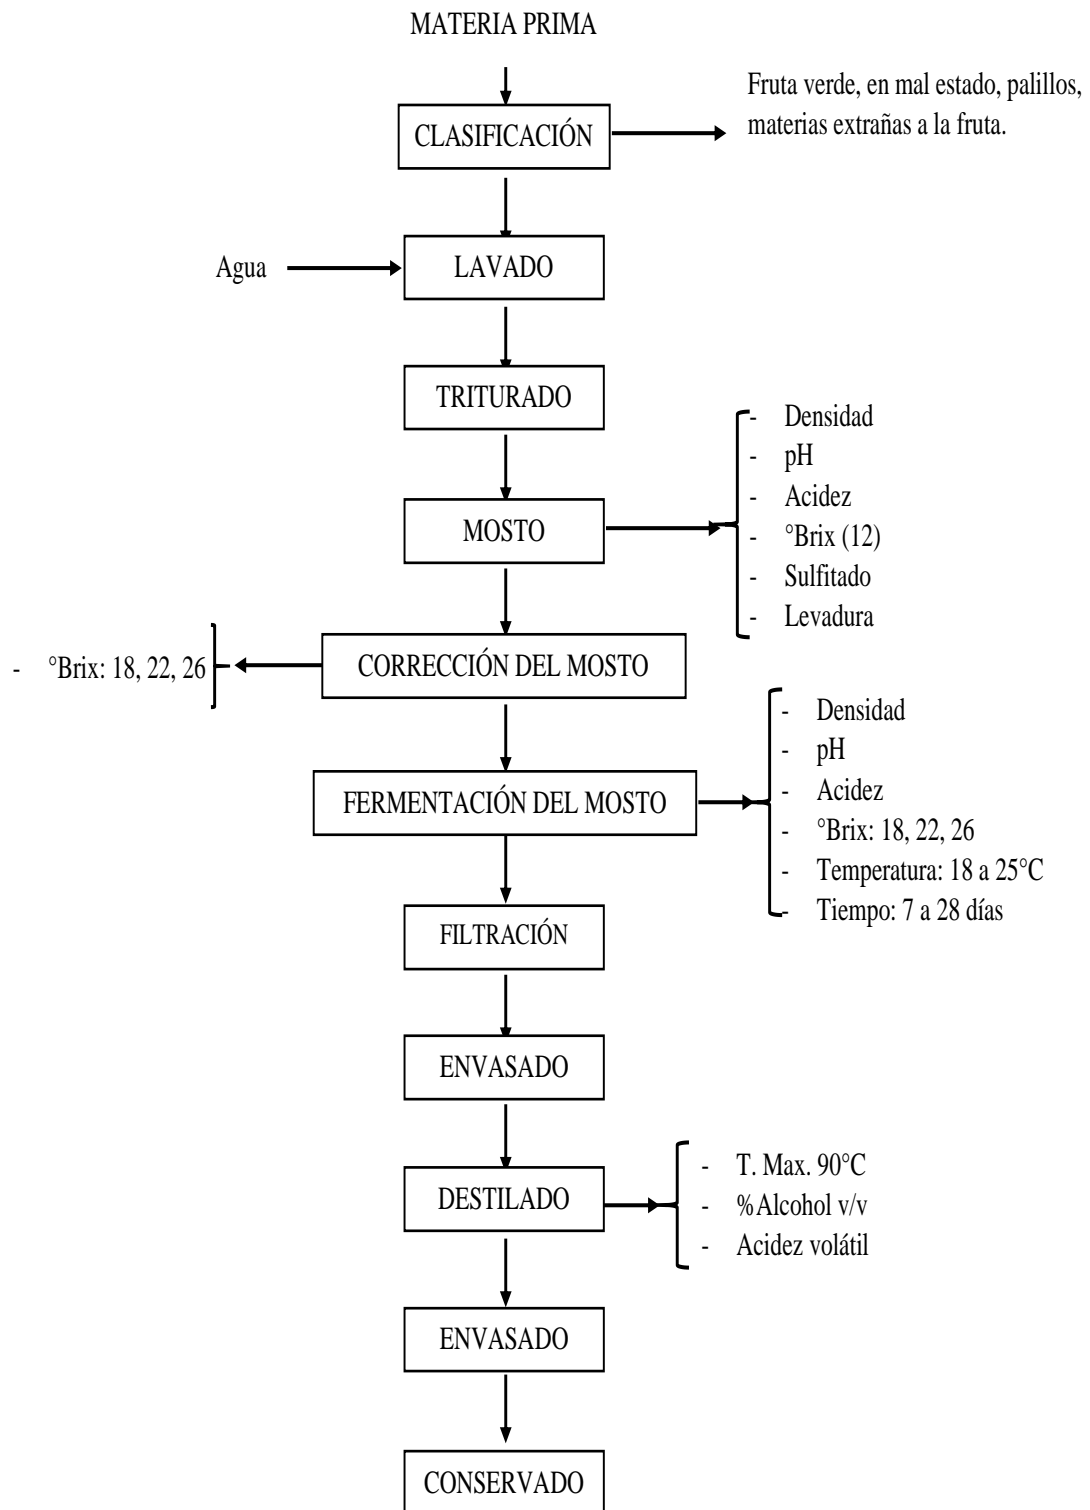 MATERIA PRIMA
CLASIFICACIÓN
Fruta verde, en mal estado, palillos,
materias extrañas a la fruta.
Agua
LAVADO
TRITURADO
MOSTO
- Densidad
- pH
- Acidez
- °Brix (12)
- Sulfitado
- Levadura
CORRECCIÓN DEL MOSTO
- °Brix: 18, 22, 26
FERMENTACIÓN DEL MOSTO
- Densidad
- pH
- Acidez
- °Brix: 18, 22, 26
- Temperatura: 18 a 25°C
- Tiempo: 7 a 28 días
FILTRACIÓN
ENVASADO
DESTILADO
- T. Max. 90°C
- %Alcohol v/v
- Acidez volátil
ENVASADO
CONSERVADO